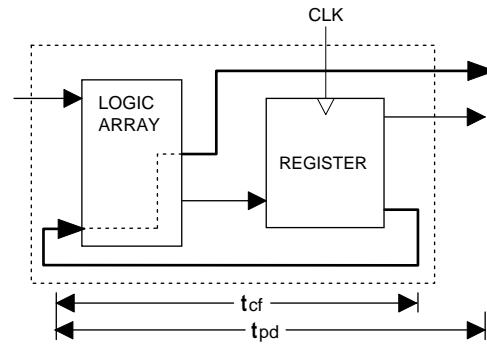 CLK
LOGIC
ARRAY
REGISTER
tcf
tpd